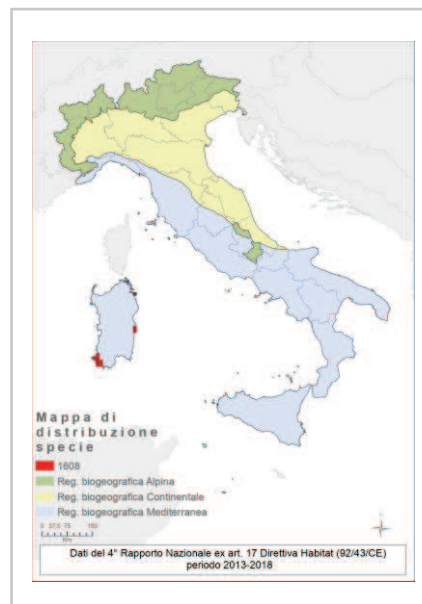 Mappa di
distribuzione
specie
1608
Reg. biogeografica Alpina
Reg. biogeografica Continentale
Reg. biogeografica Mediterranea
0 37,5 75 150
Km
Dati del 4° Rapporto Nazionale ex art. 17 Direttiva Habitat (92/43/CE)
periodo 2013-2018